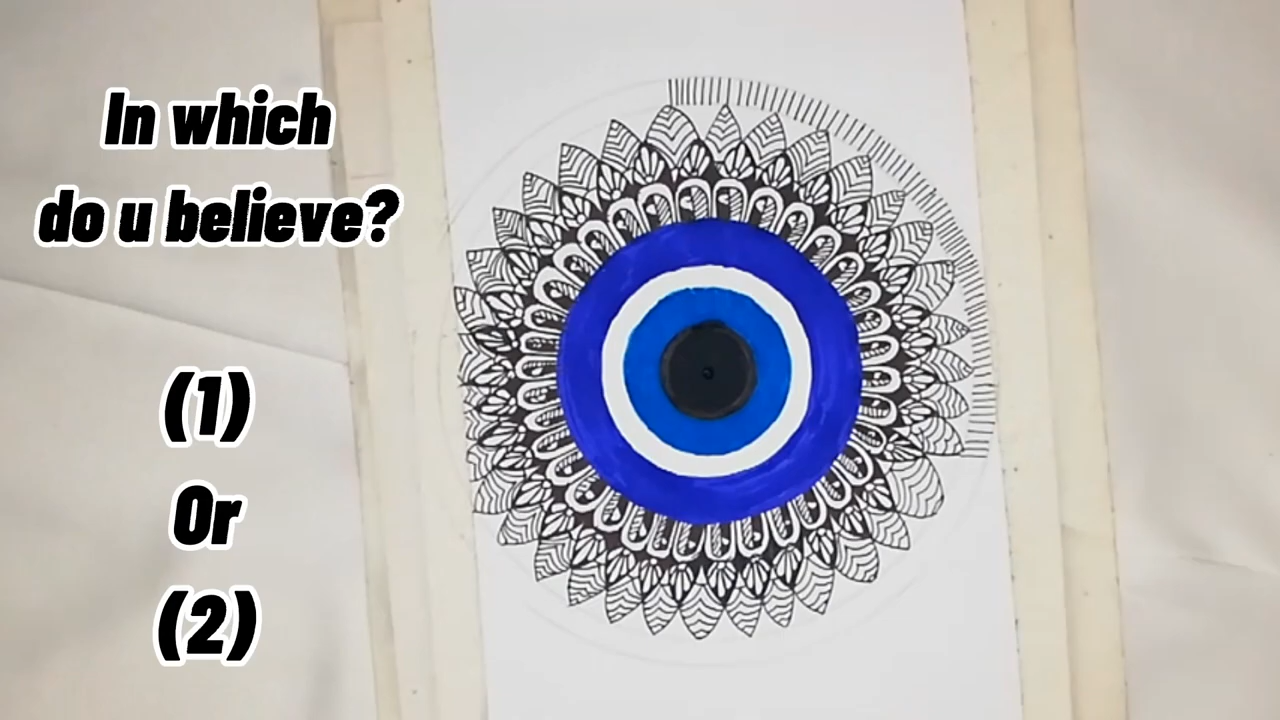 In which
do u believe?
(1)
Or
(2)